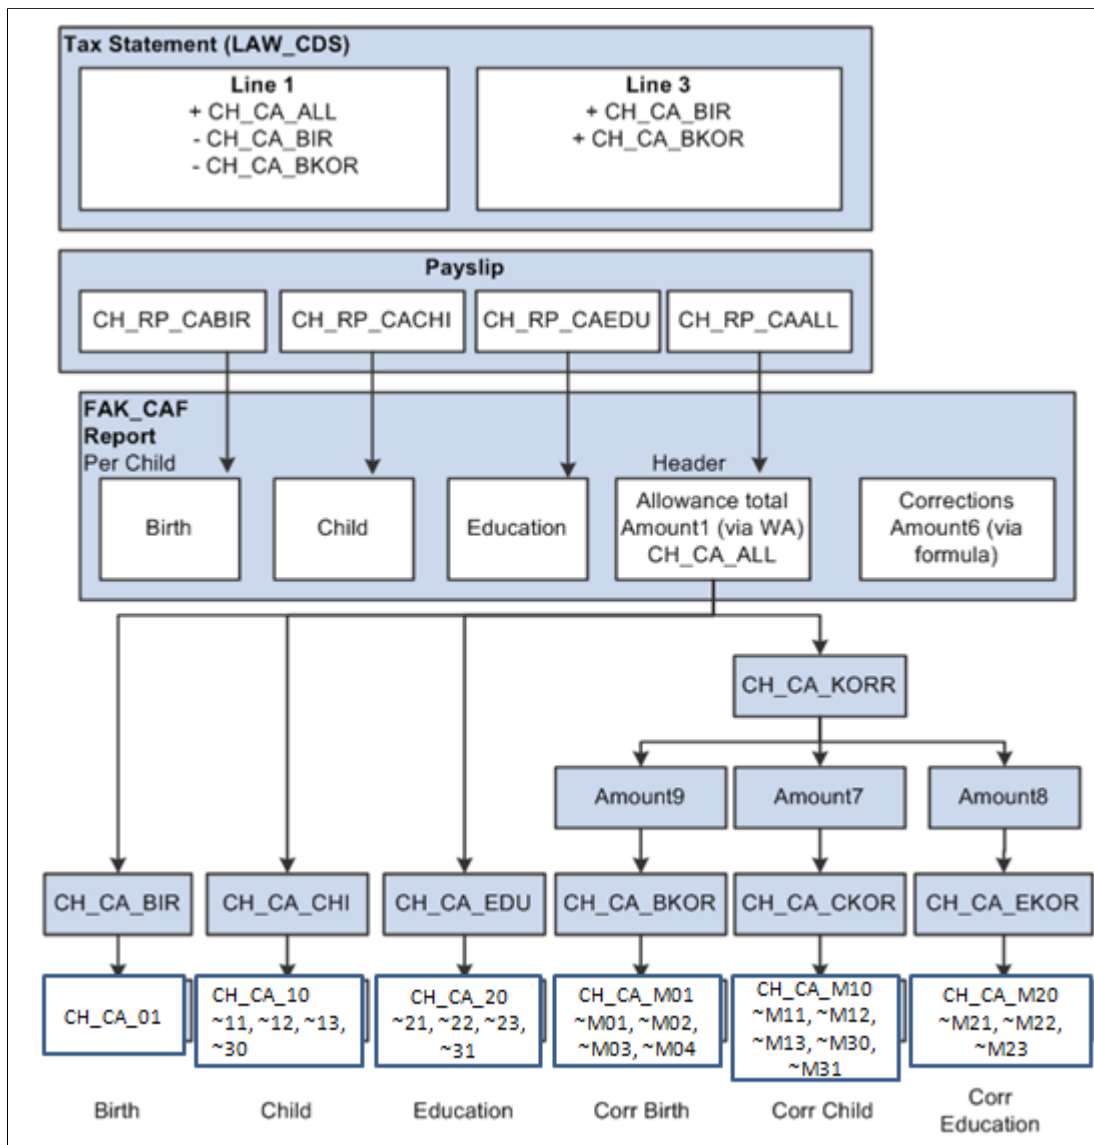 Tax Statement (LAW_CDS)
Line 1
+ CH_CA_ALL
- CH_CA_BIR
- CH_CA_BKOR
Line 3
+ CH_CA_BIR
+ CH_CA_BKOR
Payslip
CH_RP_CABIR
CH_RP_CACHI
CH_RP_CAEDU
CH_RP_CAALL
FAK_CAF
Report
Per Child
Header
Birth
Child
Education
Allowance total
Amount1 (via WA)
CH_CA_ALL
Corrections
Amount6 (via
formula)
CH_CA_KORR
Amount9
Amount7
Amount8
CH_CA_BIR
CH_CA_CHI
CH_CA_EDU
CH_CA_BKOR
CH_CA_CKOR
CH_CA_EKOR
CH_CA_01
CH_CA_10
~11, ~12, ~13,
~30
CH_CA_20
~21, ~22, ~23,
~31
CH_CA_M01
~M01, ~M02,
~M03, ~M04
CH_CA_M10
~M11, ~M12,
~M13, ~M30,
~M31
CH_CA_M20
~M21, ~M22,
~M23
Birth
Child
Education
Corr Birth
Corr Child
Corr
Education